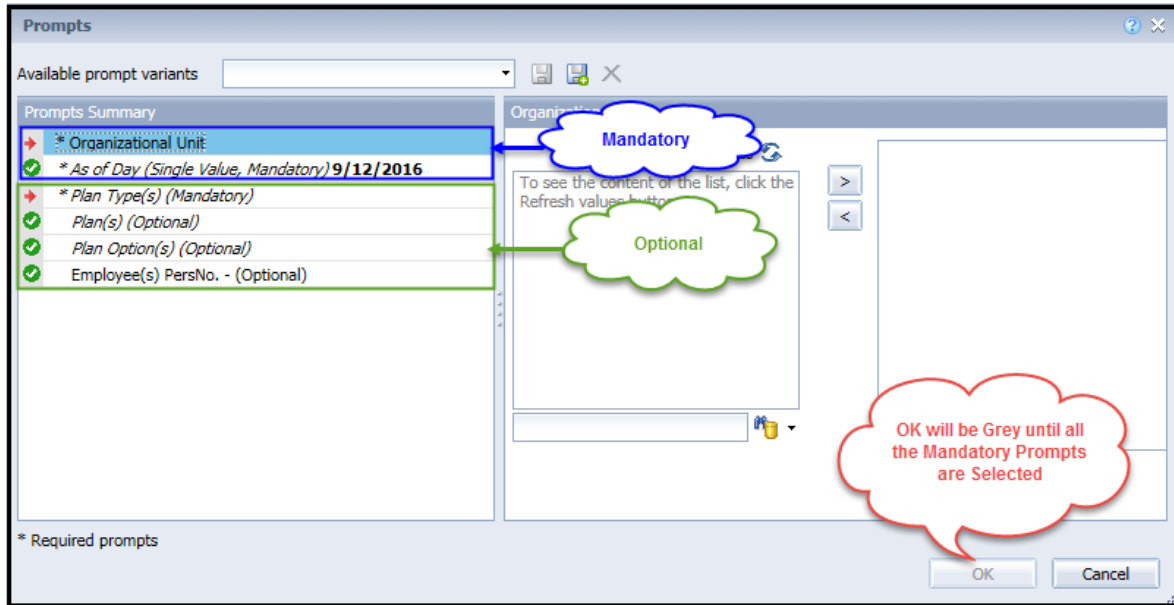 Prompts
Available prompt variants
Prompts Summary
* Organizational Unit
* As of Day (Single Value, Mandatory) 9/12/2016
* Plan Type(s) (Mandatory)
Plan(s) (Optional)
Plan Option(s) (Optional)
Employee(s) PersNo. - (Optional)
Mandatory
To see the content of the list, click the
Refresh values
Optional
>
<
OK will be Grey until all
the Mandatory Prompts
are Selected
* Required prompts
OK
Cancel